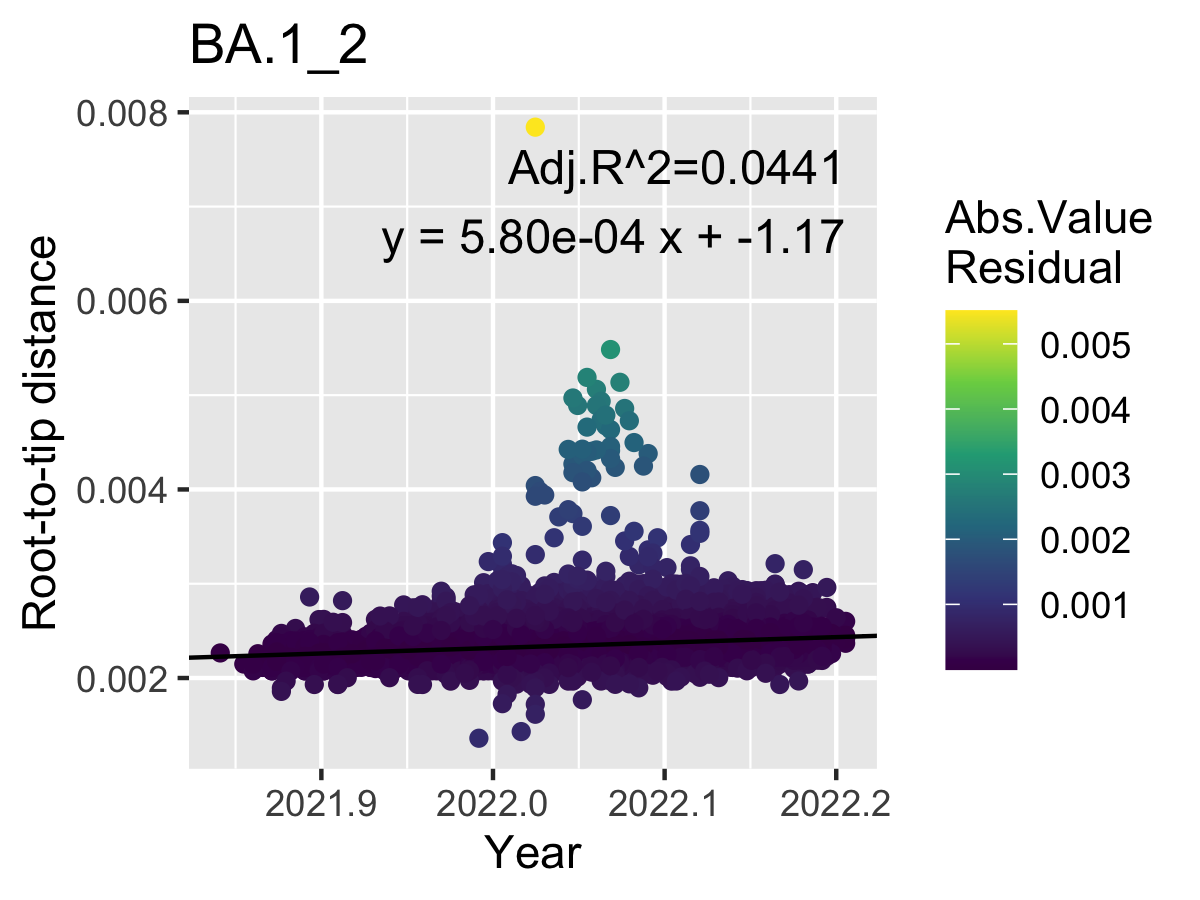 BA.1_2
0.008
Adj.R^2=0.0441
y = 5.80e-04 x + -1.17
0.006
0.004
0.002
Root-to-tip distance
2021.9 2022.0 2022.1 2022.2
Year
Abs.Value
Residual
0.005
0.004
0.003
0.002
0.001